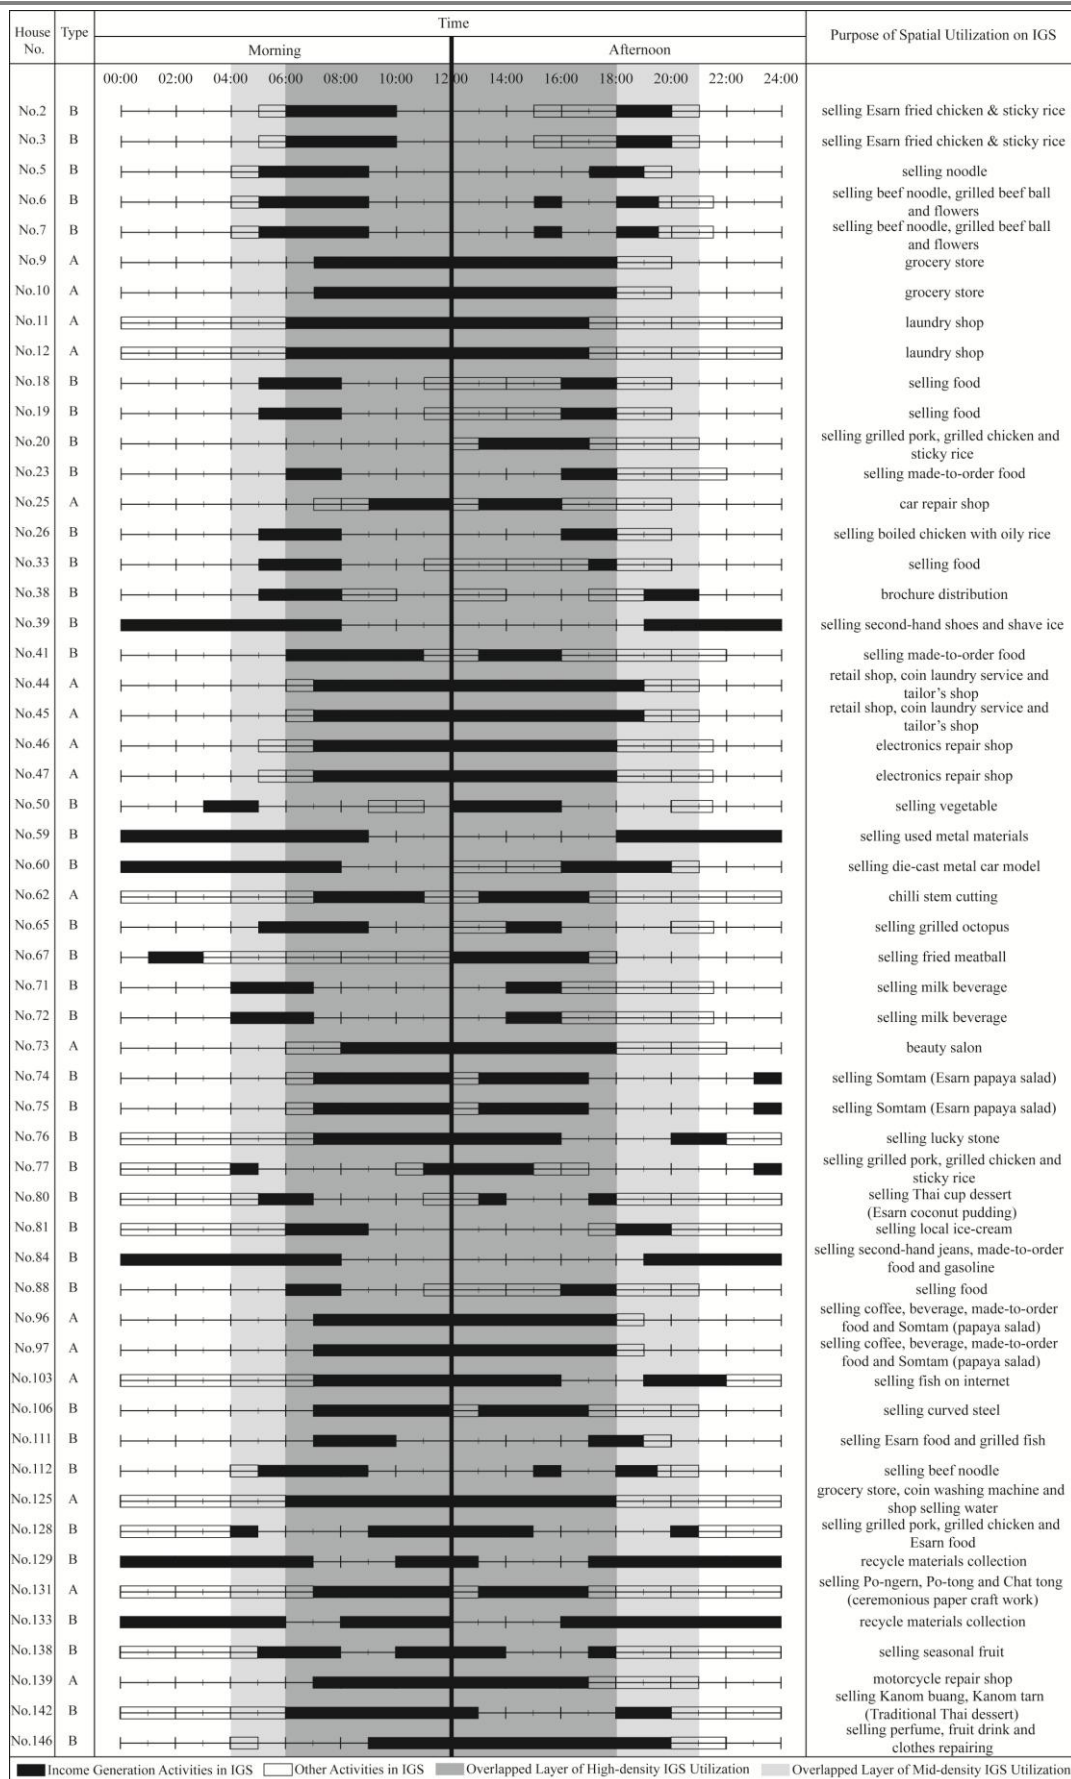 House No.
Type
Time
Purpose of Spatial Utilization on IGS
Morning
Afternoon
00:00 02:00 04:00 06:00 08:00 10:00 12:00 14:00 16:00 18:00 20:00 22:00 24:00
No.2 B selling Esarn fried chicken & sticky rice
No.3 B selling Esarn fried chicken & sticky rice
No.5 B selling noodle
No.6 B selling beef noodle, grilled beef ball
and flowers
No.7 B selling beef noodle, grilled beef ball
and flowers
No.9 A grocery store
No.10 A grocery store
No.11 A laundry shop
No.12 A laundry shop
No.18 B selling food
No.19 B selling food
No.20 B selling grilled pork, grilled chicken and
sticky rice
No.23 B selling made-to-order food
No.25 A car repair shop
No.26 B selling boiled chicken with oily rice
No.33 B selling food
No.38 B brochure distribution
No.39 B selling second-hand shoes and shave ice
No.41 B selling made-to-order food
No.44 A retail shop, coin laundry service and
tailor's shop
No.45 A retail shop, coin laundry service and
tailor's shop
No.46 A electronics repair shop
No.47 A electronics repair shop
No.50 B selling vegetable
No.59 B selling used metal materials
No.60 B selling die-cast metal car model
No.62 A chilli stem cutting
No.65 B selling grilled octopus
No.67 B selling fried meatball
No.71 B selling milk beverage
No.72 B selling milk beverage
No.73 A beauty salon
No.74 B selling Somtam (Esarn papaya salad)
No.75 B selling Somtam (Esarn papaya salad)
No.76 B selling lucky stone
No.77 B selling grilled pork, grilled chicken and
sticky rice
No.80 B selling Thai cup dessert
(Esarn coconut pudding)
No.81 B selling local ice-cream
No.84 B selling second-hand jeans, made-to-order
food and gasoline
No.88 B selling food
No.96 A selling coffee, beverage, made-to-order
food and Somtam (papaya salad)
No.97 A selling coffee, beverage, made-to-order
food and Somtam (papaya salad)
No.103 A selling fish on internet
No.106 B selling curved steel
No.111 B selling Esarn food and grilled fish
No.112 B selling beef noodle
No.125 A grocery store, coin washing machine and
shop selling water
No.128 B selling grilled pork, grilled chicken and
Esarn food
No.129 B recycle materials collection
No.131 A selling Po-ngern, Po-tong and Chat tong
(ceremonious paper craft work)
No.133 B recycle materials collection
No.138 B selling seasonal fruit
No.139 A motorcycle repair shop
No.142 B selling Kanom buang, Kanom tarn
(Traditional Thai dessert)
No.146 B selling perfume, fruit drink and
clothes repairing
Income Generation Activities in IGS Other Activities in IGS Overlapped Layer of High-density IGS Utilization Overlapped Layer of Mid-density IGS Utilization